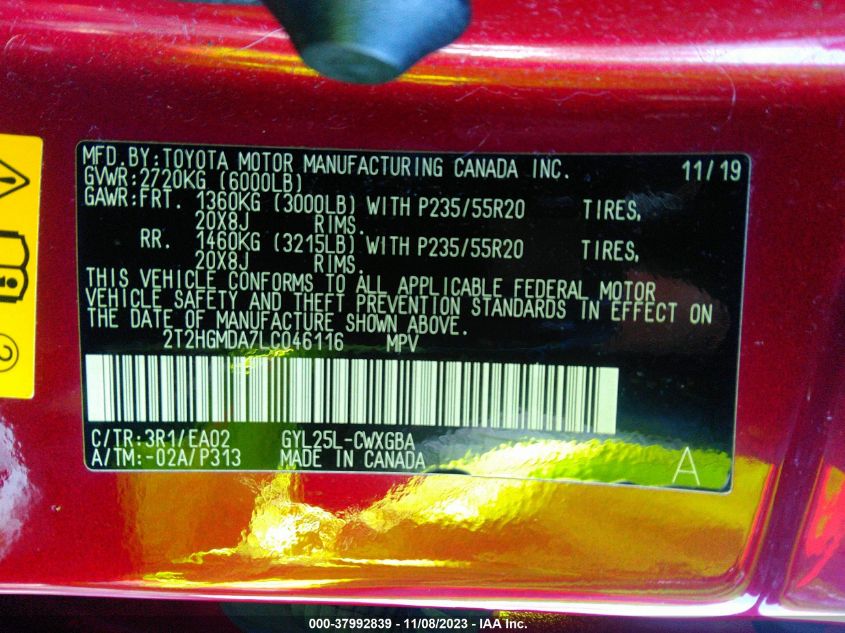 MFD.BY:TOYOTA MOTOR MANUFACTURING CANADA INC. 11/19
GVWR:2720KG (6000LB)
GAWR:FRT. 1360KG (3000LB) WITH P235/55R20 TIRES,
20X8J RIMS.
RR. 1460KG (3215LB) WITH P235/55R20 TIRES,
20X8J RIMS.
THIS VEHICLE CONFORMS TO ALL APPLICABLE FEDERAL MOTOR
VEHICLE SAFETY AND THEFT PREVENTION STANDARDS IN EFFECT ON
THE DATE OF MANUFACTURE SHOWN ABOVE.
2T2HGMDA7LC046116 MPV
C/TR:3R1/EA02 GYL25L-CWXGBA
A/TM:-02A/P313 MADE IN CANADA
A
2
000-37992839 - 11/08/2023 - IAA Inc.